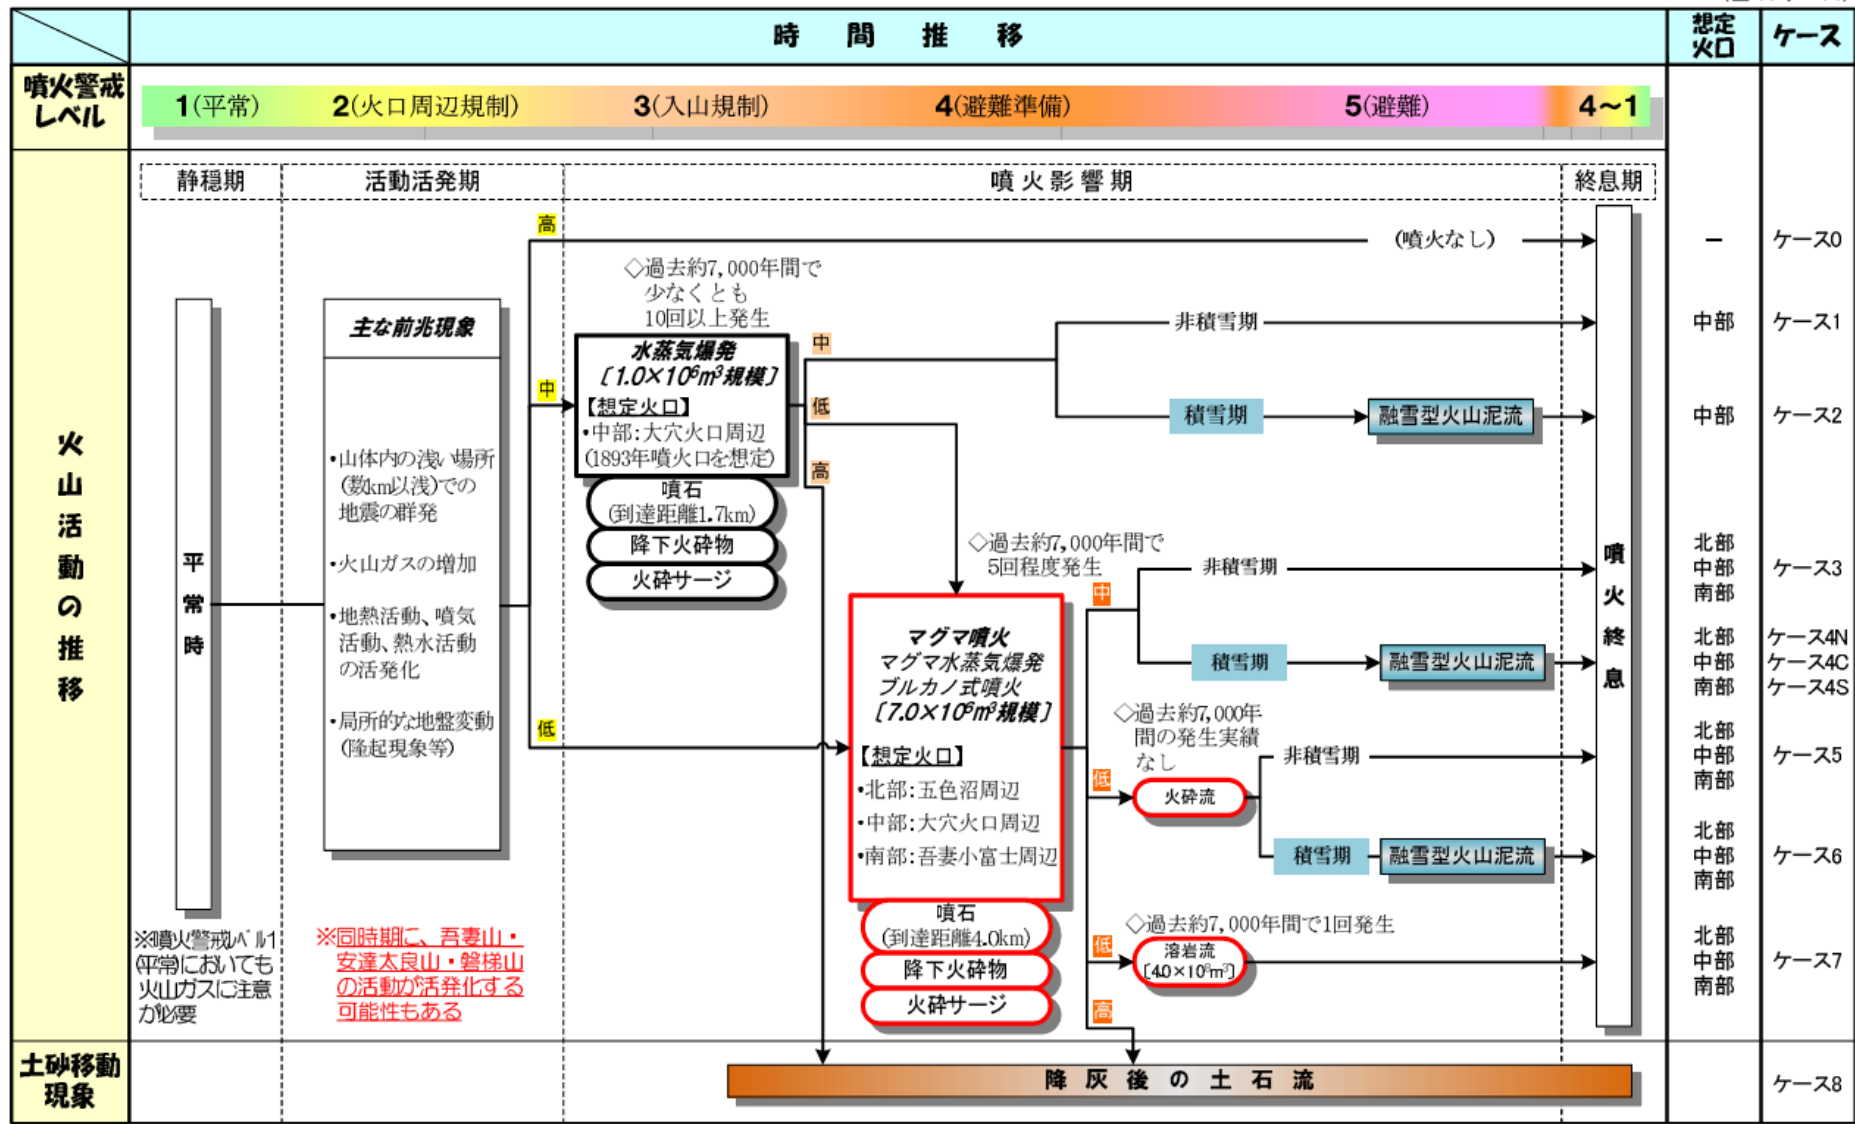 時間推移
想定
火口
ケース
噴火警戒
レベル
1(平常)
2(火口周辺規制)
3(入山規制)
4(避難準備)
5(避難)
4～1
火山活動の推移
静穏期
活動活発期
噴火影響期
終息期
高
(噴火なし)
－
ケース0
◇過去約7,000年間で
少なくとも
10回以上発生
主な前兆現象
・山体内の浅い場所
(数km以浅)での
地震の群発
・火山ガスの増加
・地熱活動、噴気
活動、熱水活動
の活発化
・局所的な地盤変動
(隆起現象等)
平常時
中
水蒸気爆発
〔1.0×10⁶m³規模〕
【想定火口】
・中部:大穴火口周辺
(1893年噴火口を想定)
噴石
(到達距離1.7km)
降下火砕物
火砕サージ
中
低
高
非積雪期
中部
ケース1
積雪期
融雪型火山泥流
中部
ケース2
◇過去約7,000年間で
5回程度発生
低
マグマ噴火
マグマ水蒸気爆発
ブルカノ式噴火
〔7.0×10⁶m³規模〕
【想定火口】
・北部:五色沼周辺
・中部:大穴火口周辺
・南部:吾妻小富士周辺
噴石
(到達距離4.0km)
降下火砕物
火砕サージ
中
非積雪期
北部
中部
南部
ケース3
積雪期
融雪型火山泥流
北部
中部
南部
ケース4N
ケース4C
ケース4S
◇過去約7,000年
間の発生実績
なし
低
火砕流
非積雪期
北部
中部
南部
ケース5
積雪期
融雪型火山泥流
北部
中部
南部
ケース6
◇過去約7,000年間で1回発生
低
溶岩流
北部
中部
南部
ケース7
高
噴火終息
※噴火警戒レベル1
(平常)においても
火山ガスに注意
が必要
※同時期に、吾妻山・
安達太良山・磐梯山
の活動が活発化する
可能性もある
土砂移動
現象
降灰後の土石流
ケース8